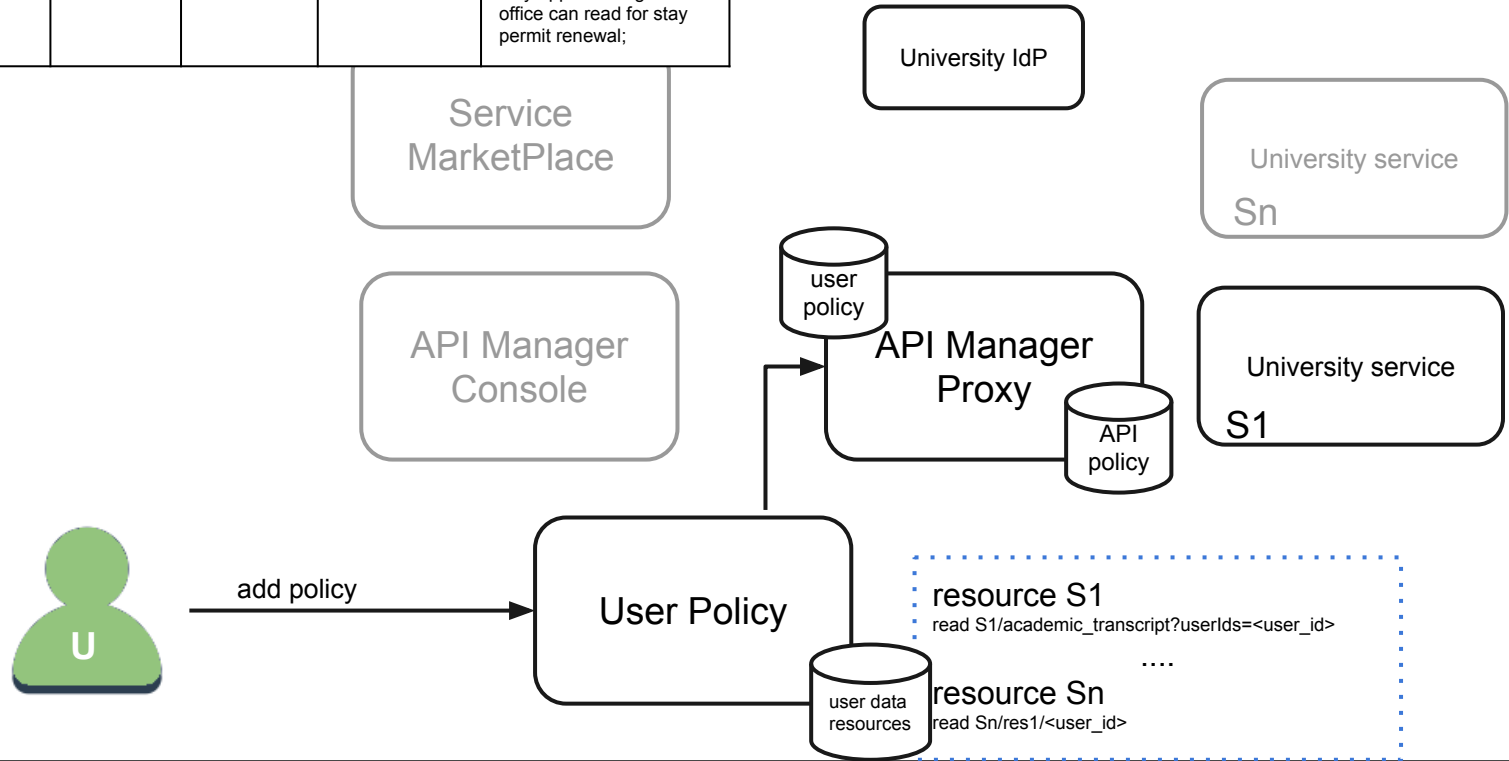 office can read for stay
permit renewal;
University IdP
Service
MarketPlace
University service
Sn
user
policy
API Manager
Console
API Manager
Proxy
University service
S1
API
policy
add policy
U
User Policy
user data
resources
resource S1
read S1/academic_transcript?userIds=<user_id>
....
resource Sn
read Sn/res1/<user_id>